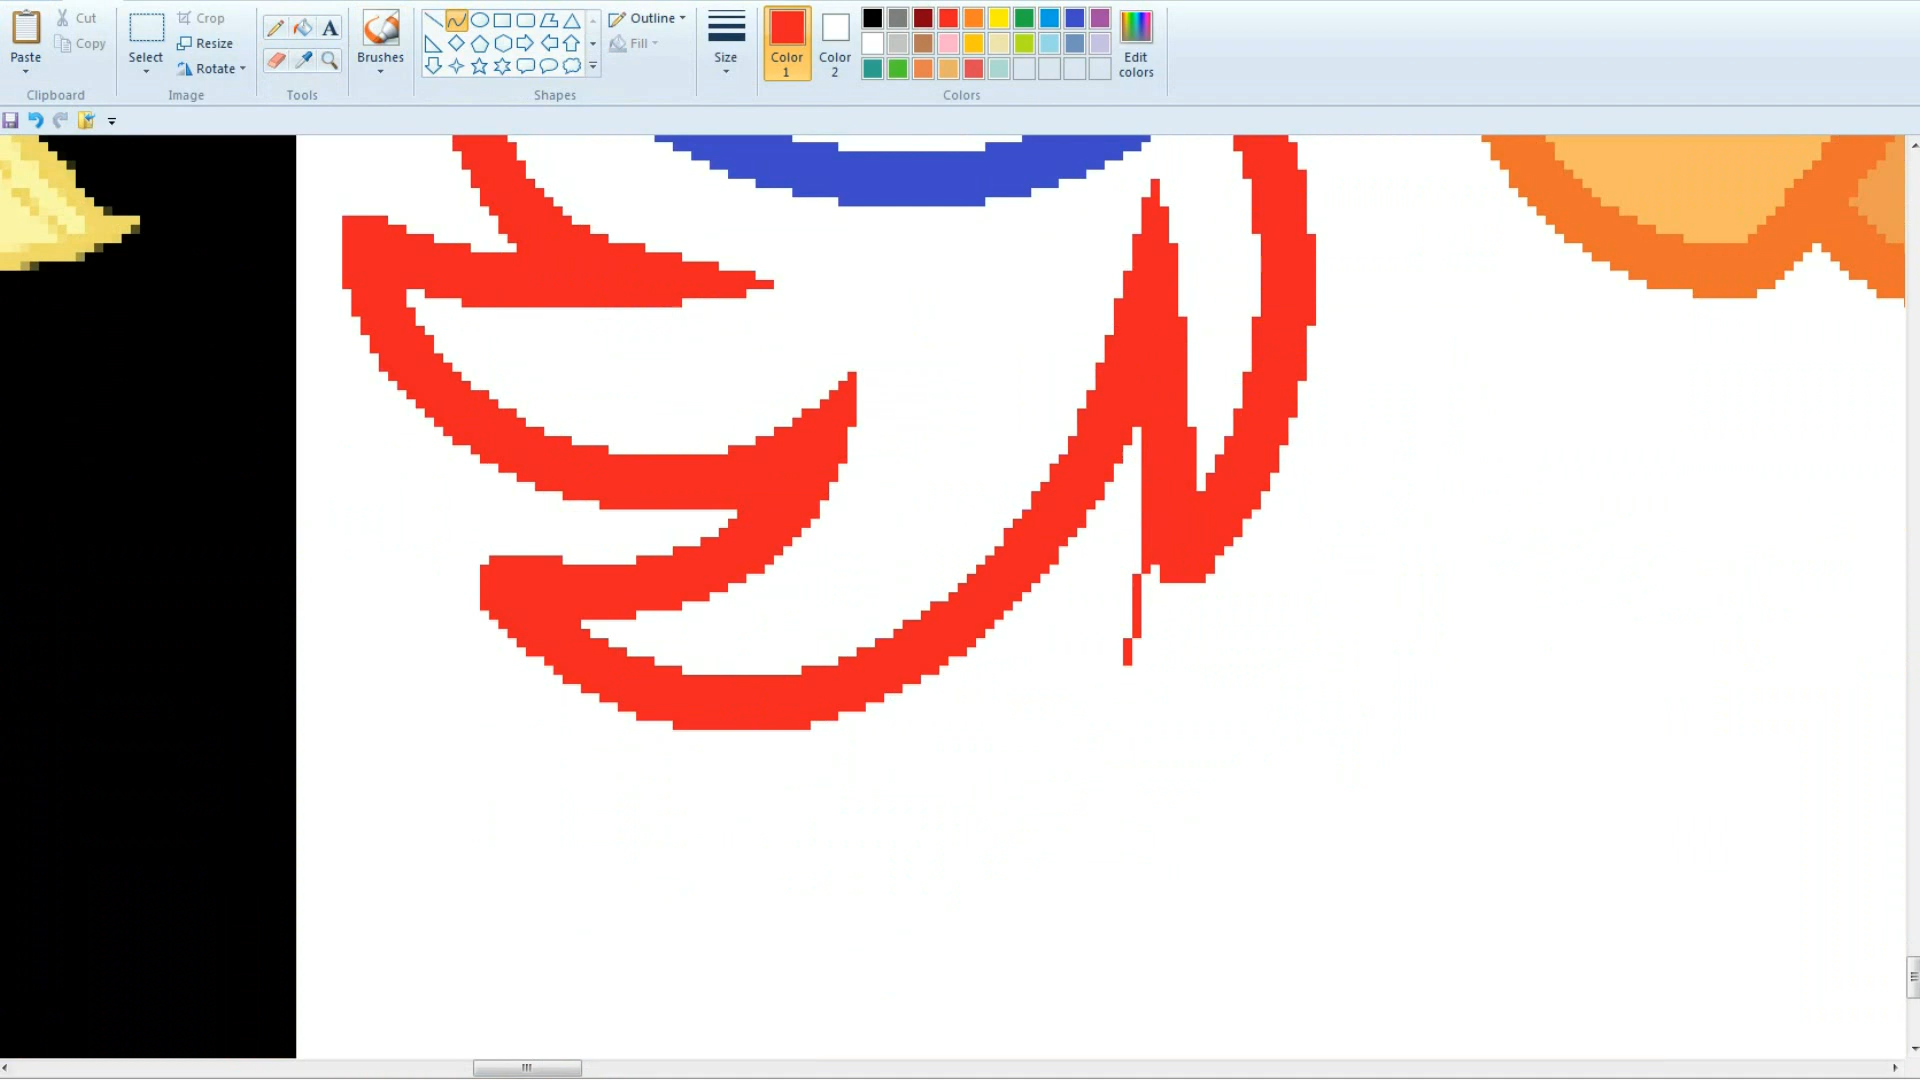 Paste
Cut
Copy
Clipboard
Select
Crop
Resize
Rotate
Image
A
Tools
Brushes
Shapes
Outline
Fill
Size
Color
1
Color
2
Edit
colors
Colors